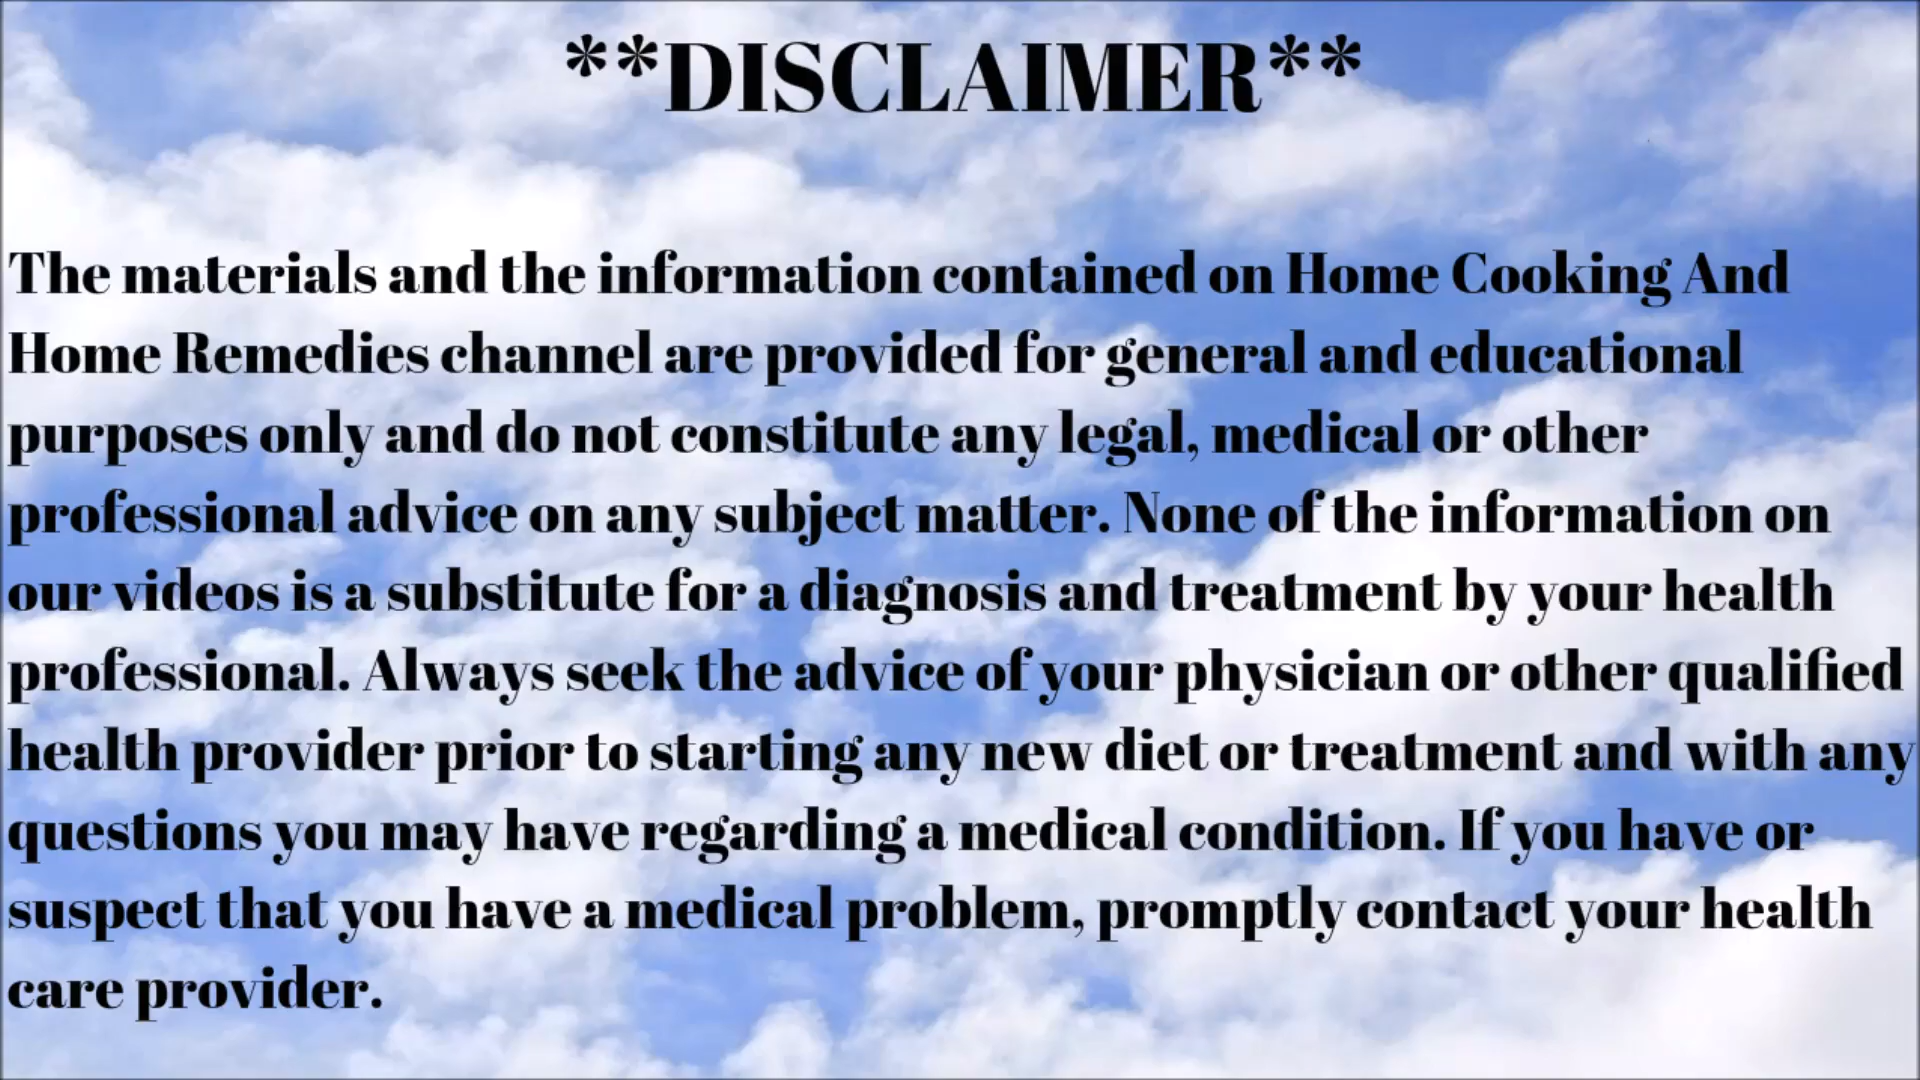 **DISCLAIMER**
The materials and the information contained on Home Cooking And
Home Remedies channel are provided for general and educational
purposes only and do not constitute any legal, medical or other
professional advice on any subject matter. None of the information on
our videos is a substitute for a diagnosis and treatment by your health
professional. Always seek the advice of your physician or other qualified
health provider prior to starting any new diet or treatment and with any
questions you may have regarding a medical condition. If you have or
suspect that you have a medical problem, promptly contact your health
care provider.